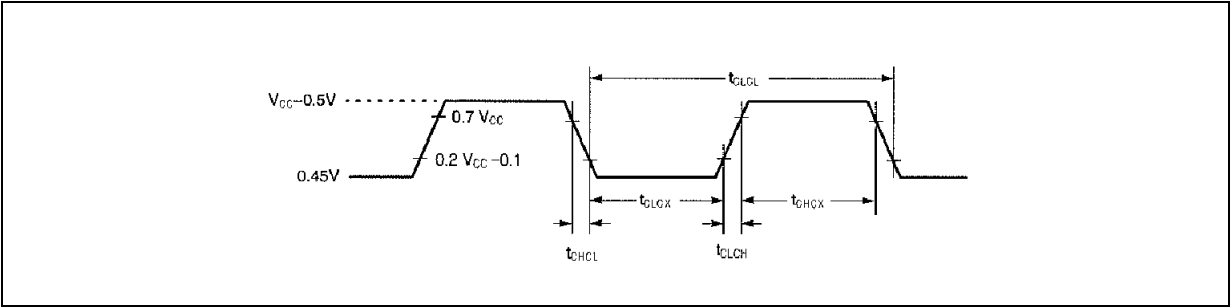 tCLCL
VCC–0.5V
0.7 VCC
0.2 VCC –0.1
0.45V
tCLCX
tCHCX
tCHCL
tCLCH